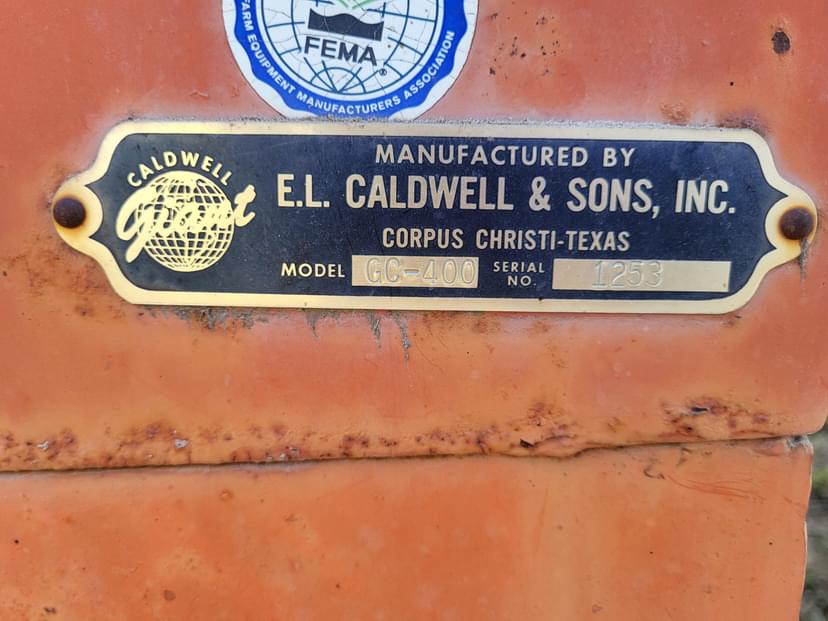 FEMA®
FARM EQUIPMENT MANUFACTURERS ASSOCIATION
CALDWELL
Giant
MANUFACTURED BY
E.L. CALDWELL & SONS, INC.
CORPUS CHRISTI-TEXAS
MODEL GC-400 SERIAL NO. 1253